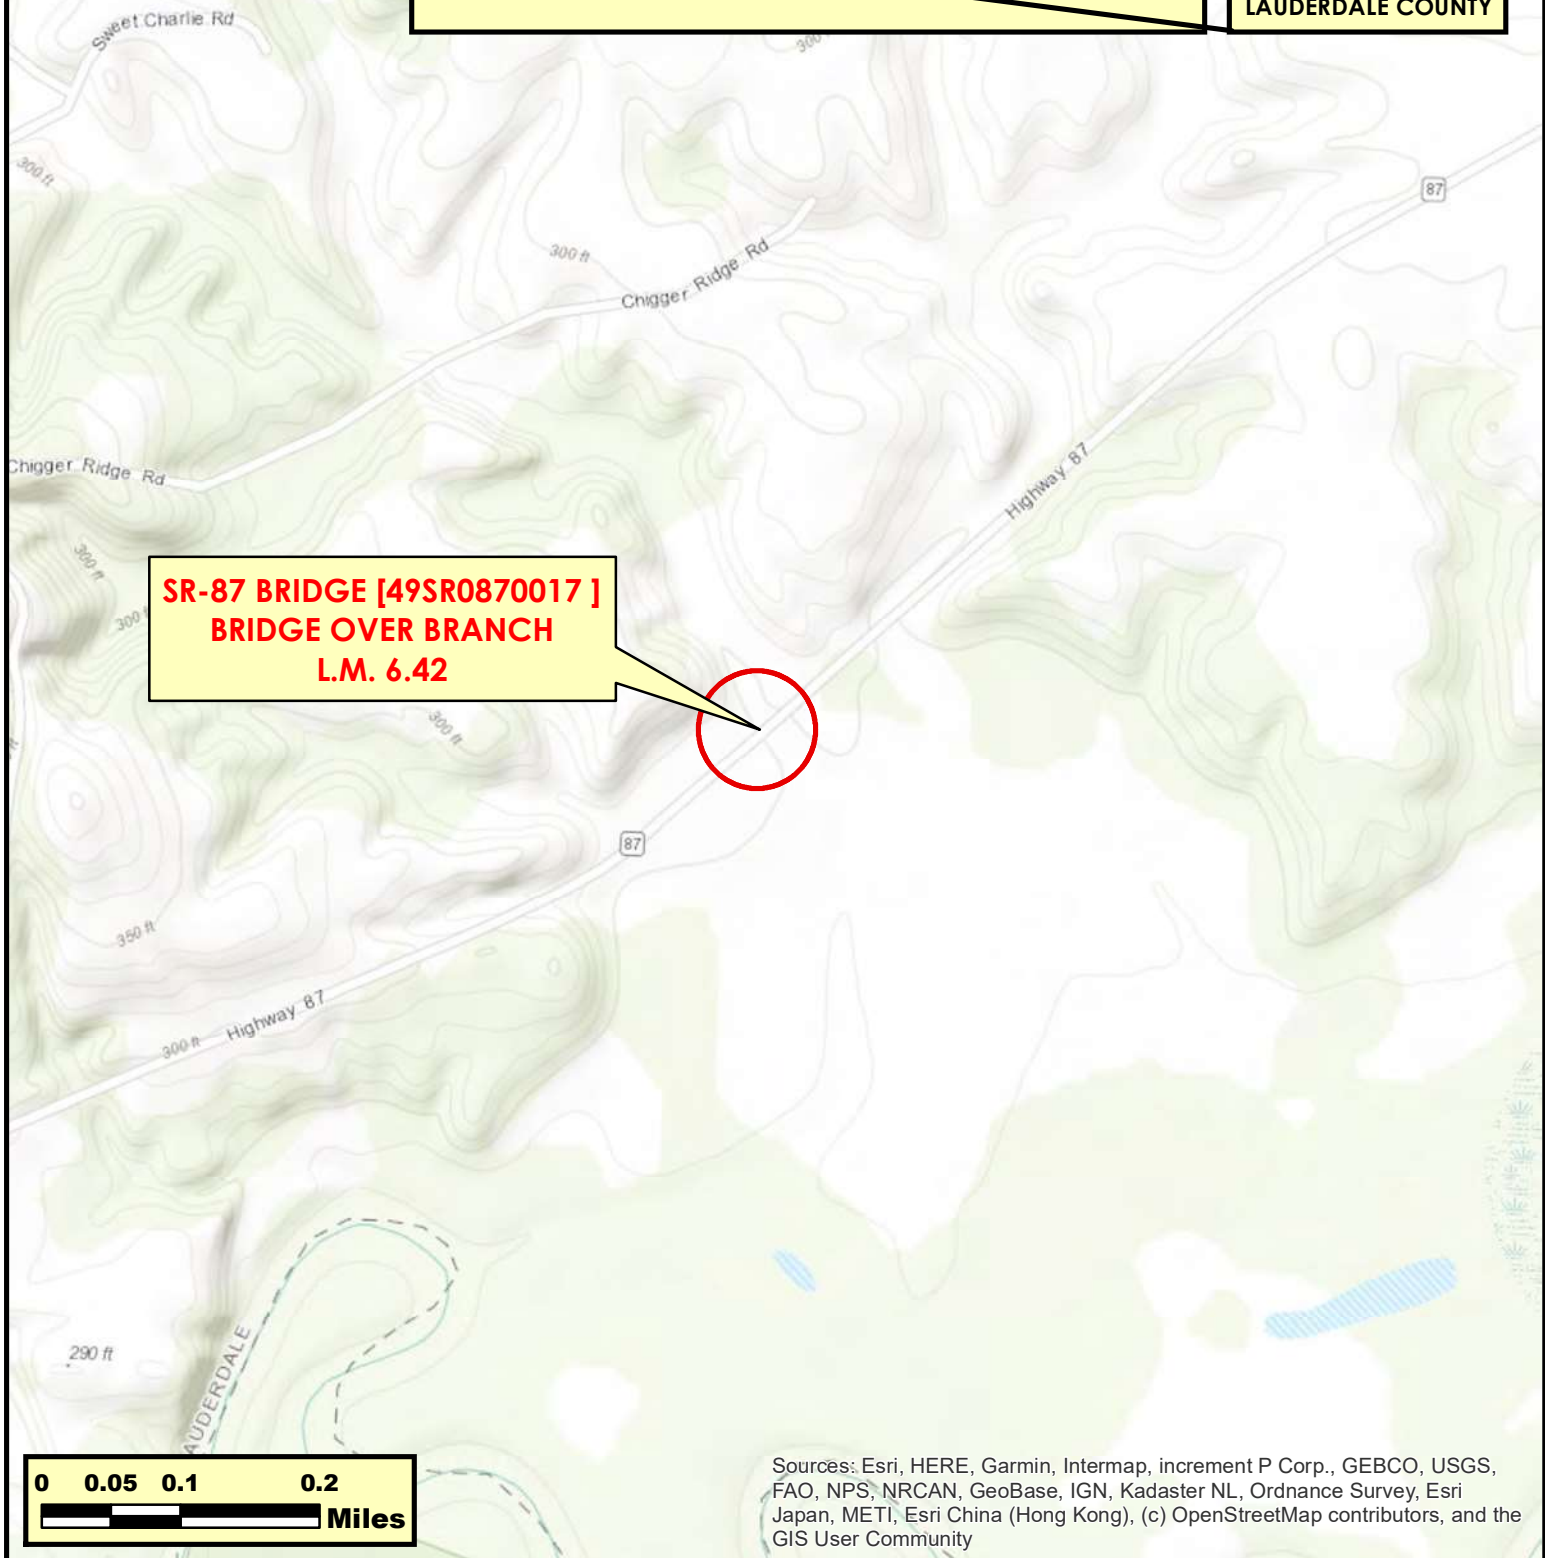 LAUDERDALE COUNTY
Sweet Charlie Rd
300 ft
87
300 ft
Chigger Ridge Rd
Highway 87
Chigger Ridge Rd
300 ft
SR-87 BRIDGE [49SR0870017 ]
BRIDGE OVER BRANCH
L.M. 6.42
300 ft
87
350 ft
Highway 87
300 ft
290 ft
AUDERDALE
0 0.05 0.1 0.2
Miles
Sources: Esri, HERE, Garmin, Intermap, increment P Corp., GEBCO, USGS,
FAO, NPS, NRCAN, GeoBase, IGN, Kadaster NL, Ordnance Survey, Esri
Japan, METI, Esri China (Hong Kong), (c) OpenStreetMap contributors, and the
GIS User Community